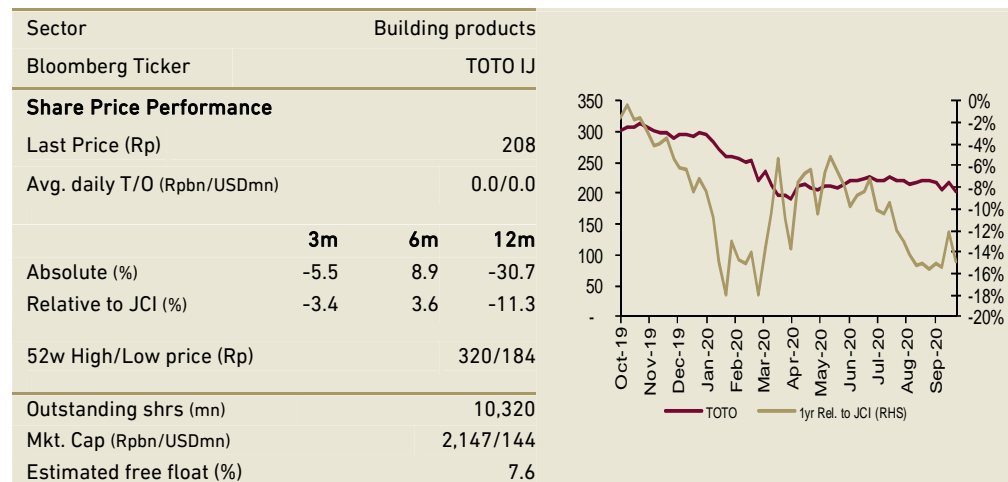 Sector Building products
Bloomberg Ticker TOTO IJ
Share Price Performance
Last Price (Rp) 208
Avg. daily T/O (Rpbn/USDmn) 0.0/0.0
3m 6m 12m
Absolute (%) -5.5 8.9 -30.7
Relative to JCI (%) -3.4 3.6 -11.3
52w High/Low price (Rp) 320/184
Outstanding shrs (mn) 10,320
Mkt. Cap (Rpbn/USDmn) 2,147/144
Estimated free float (%) 7.6
350 0%
300 -2%
250 -4%
200 -6%
150 -8%
100 -10%
50 -12%
- -14%
-16%
-18%
-20%
Oct-19 Nov-19 Dec-19 Jan-20 Feb-20 Mar-20 Apr-20 May-20 Jun-20 Jul-20 Aug-20 Sep-20
TOTO 1yr Rel. to JCI (RHS)